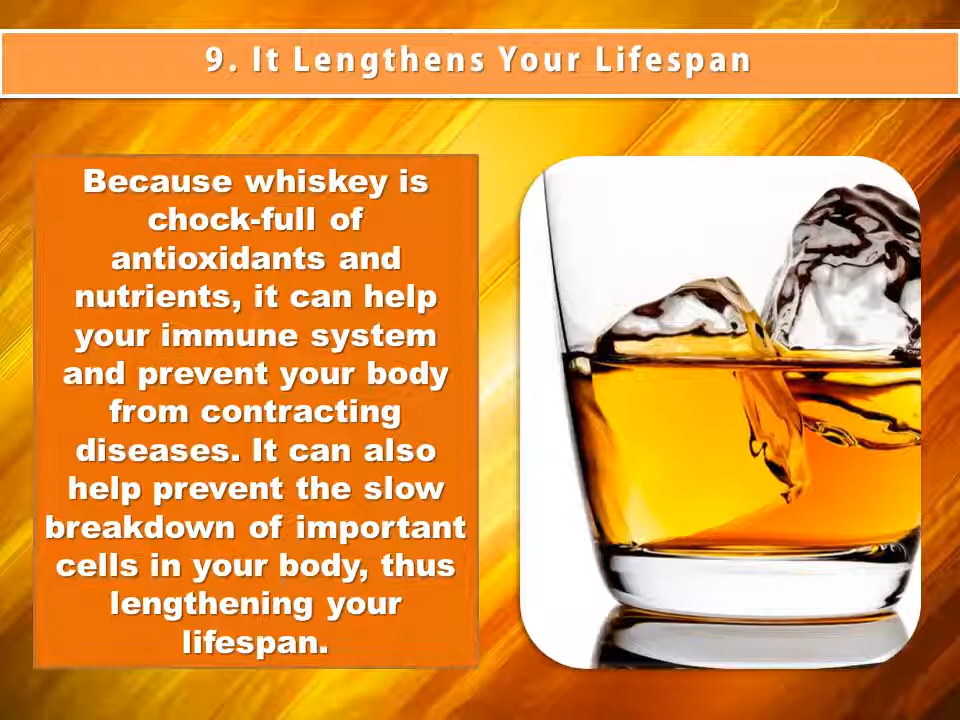 9. It Lengthens Your Lifespan
Because whiskey is
chock-full of
antioxidants and
nutrients, it can help
your immune system
and prevent your body
from contracting
diseases. It can also
help prevent the slow
breakdown of important
cells in your body, thus
lengthening your
lifespan.